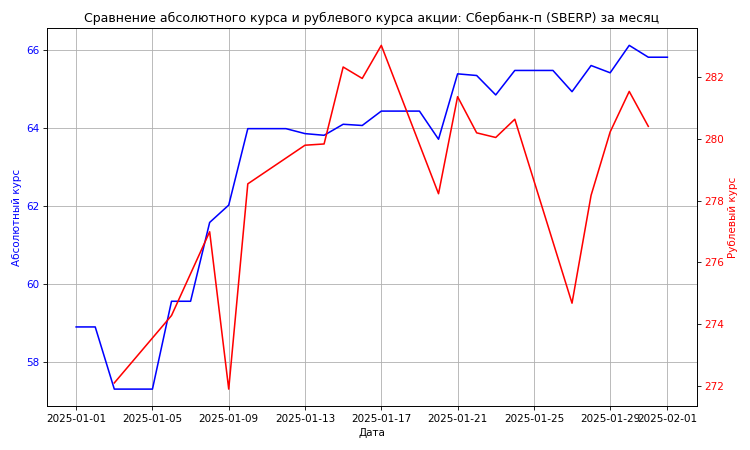 Сравнение абсолютного курса и рублевого курса акции: Сбербанк-п (SBERP) за месяц
66
64
62
60
58
Абсолютный курс
282
280
278
276
274
272
Рублевый курс
2025-01-01 2025-01-05 2025-01-09 2025-01-13 2025-01-17 2025-01-21 2025-01-25 2025-01-29 2025-02-01
Дата